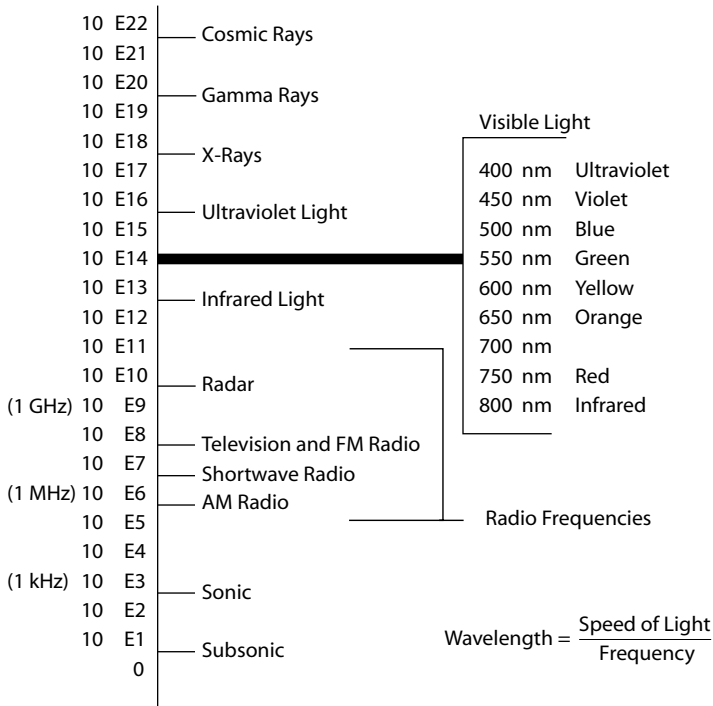 10 E22
Cosmic Rays
10 E21
10 E20
Gamma Rays
10 E19
10 E18
X-Rays
10 E17
10 E16
Ultraviolet Light
10 E15
10 E14
10 E13
Infrared Light
10 E12
10 E11
10 E10
Radar
(1 GHz) 10 E9
10 E8
Television and FM Radio
10 E7
Shortwave Radio
(1 MHz) 10 E6
AM Radio
10 E5
10 E4
(1 kHz) 10 E3
Sonic
10 E2
10 E1
Subsonic
0
Visible Light
400 nm Ultraviolet
450 nm Violet
500 nm Blue
550 nm Green
600 nm Yellow
650 nm Orange
700 nm
750 nm Red
800 nm Infrared
Radio Frequencies
Wavelength = Speed of Light
Frequency